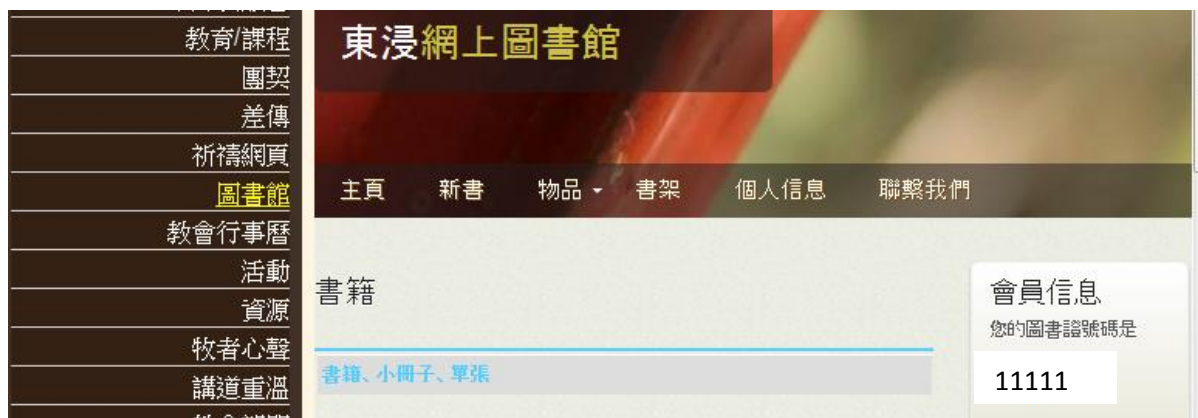 教育/課程
團契
差傳
祈禱網頁
圖書館
教會行事曆
活動
資源
牧者心聲
講道重溫
東浸網上圖書館
主頁 新書 物品 書架 個人信息 聯繫我們
書籍
書籍、小冊子、單張
會員信息
您的圖書證號碼是
11111